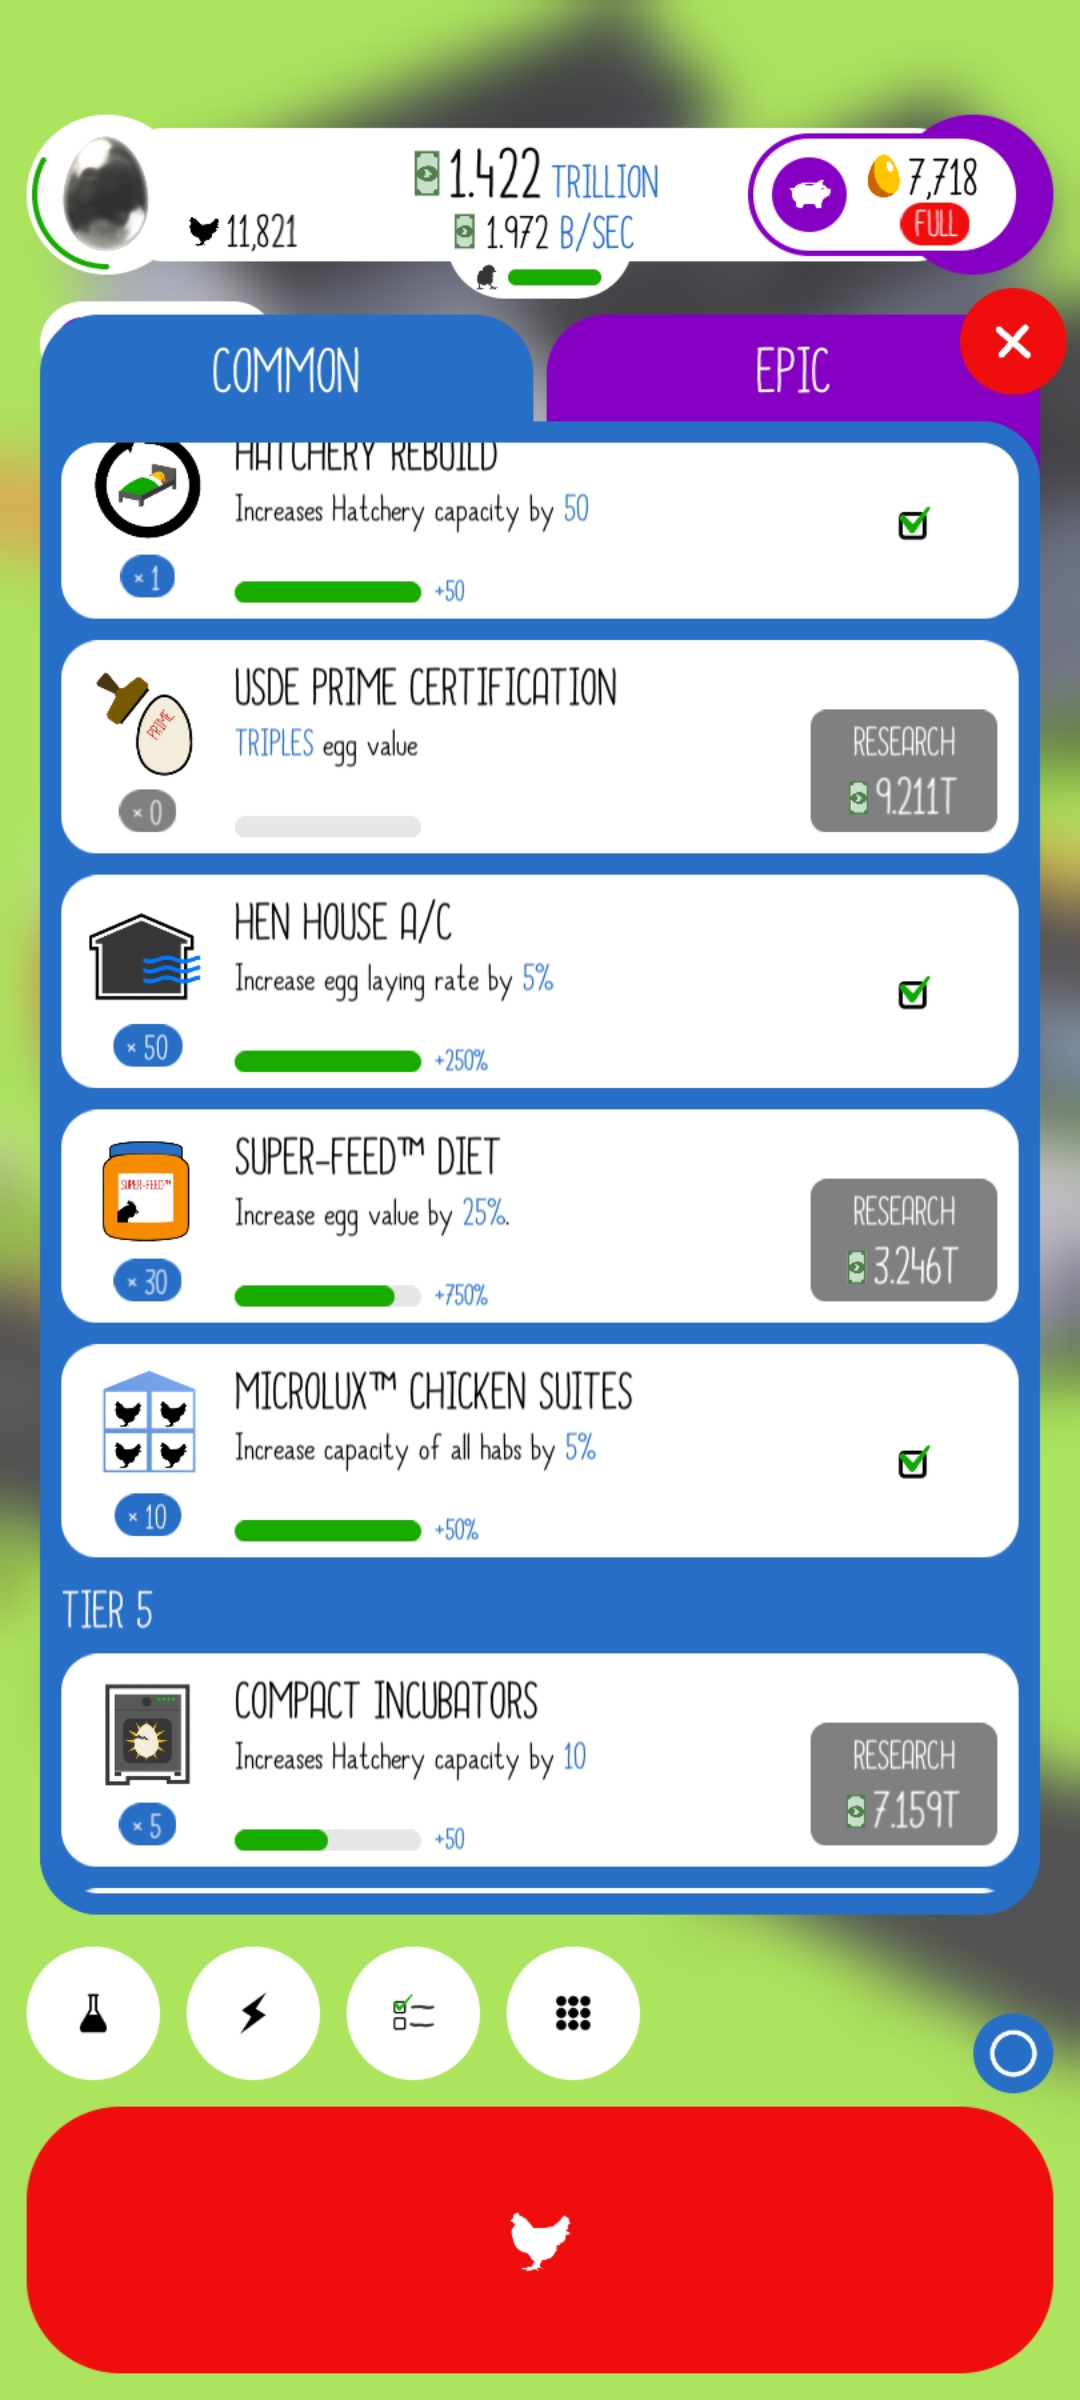 1.422 TRILLION
7,718
11,821
1.972 B/SEC
FULL
COMMON
EPIC
HATCHERY REBUILD
Increases Hatchery capacity by 50
× 1
+50
USDE PRIME CERTIFICATION
TRIPLES egg value
PRIME
RESEARCH
9.211T
× 0
HEN HOUSE A/C
Increase egg laying rate by 5%
× 50
+250%
SUPER-FEED™ DIET
Increase egg value by 25%.
SUPER-FEED™
RESEARCH
3.246T
× 30
+750%
MICROLUX™ CHICKEN SUITES
Increase capacity of all habs by 5%
× 10
+50%
TIER 5
COMPACT INCUBATORS
Increases Hatchery capacity by 10
RESEARCH
7.159T
× 5
+50